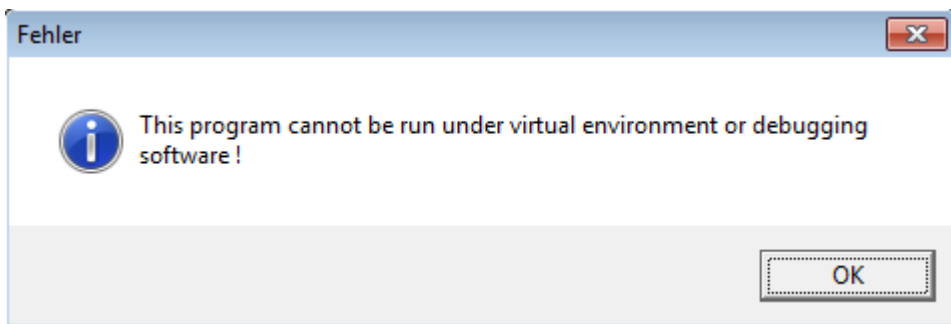 Fehler
This program cannot be run under virtual environment or debugging
software !
OK